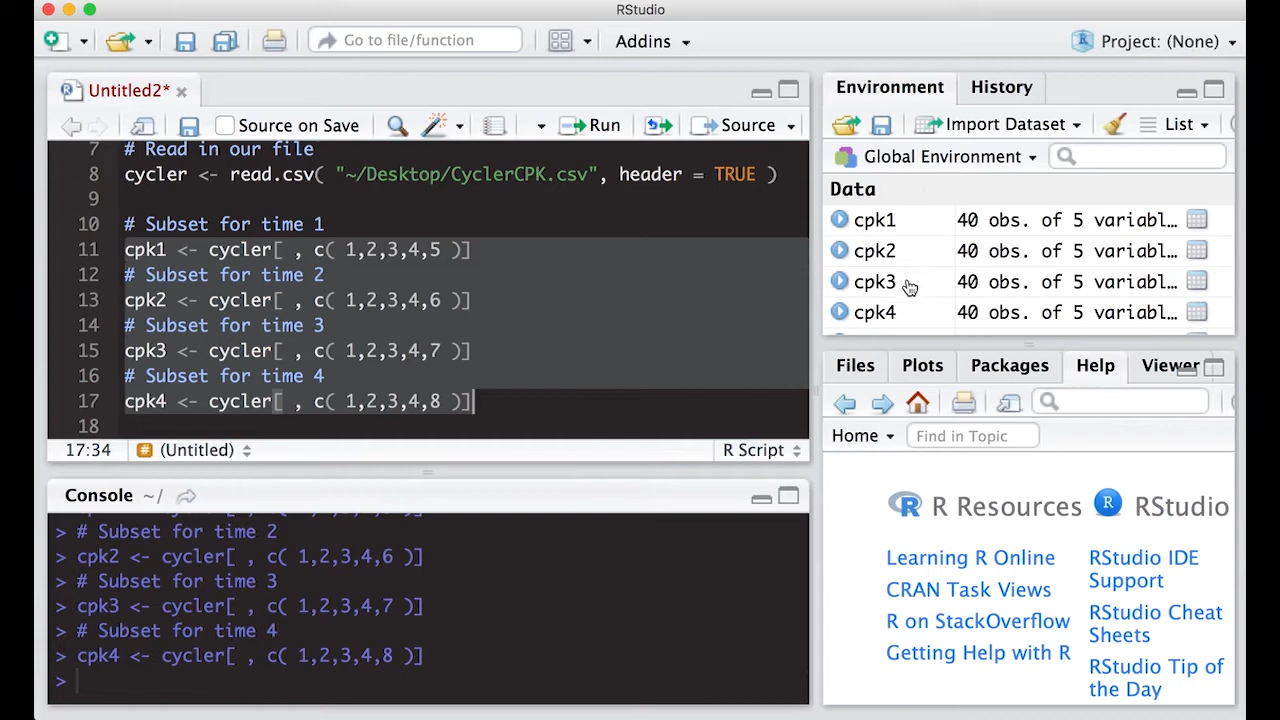 RStudio
Go to file/function
Addins
Project: (None)
Untitled2*
Source on Save
Run
Source
7 # Read in our file
8 cycler <- read.csv( "~/Desktop/CyclerCPK.csv", header = TRUE )
9
10 # Subset for time 1
11 cpk1 <- cycler[ , c( 1,2,3,4,5 )]
12 # Subset for time 2
13 cpk2 <- cycler[ , c( 1,2,3,4,6 )]
14 # Subset for time 3
15 cpk3 <- cycler[ , c( 1,2,3,4,7 )]
16 # Subset for time 4
17 cpk4 <- cycler[ , c( 1,2,3,4,8 )]
18
17:34 # (Untitled) R Script
Console ~/
> # Subset for time 2
> cpk2 <- cycler[ , c( 1,2,3,4,6 )]
> # Subset for time 3
> cpk3 <- cycler[ , c( 1,2,3,4,7 )]
> # Subset for time 4
> cpk4 <- cycler[ , c( 1,2,3,4,8 )]
>
Environment History
Import Dataset List
Global Environment
Data
cpk1 40 obs. of 5 variabl…
cpk2 40 obs. of 5 variabl…
cpk3 40 obs. of 5 variabl…
cpk4 40 obs. of 5 variabl…
Files Plots Packages Help Viewer
Home Find in Topic
R Resources
Learning R Online
CRAN Task Views
R on StackOverflow
Getting Help with R
R RStudio
RStudio IDE
Support
RStudio Cheat
Sheets
RStudio Tip of
the Day